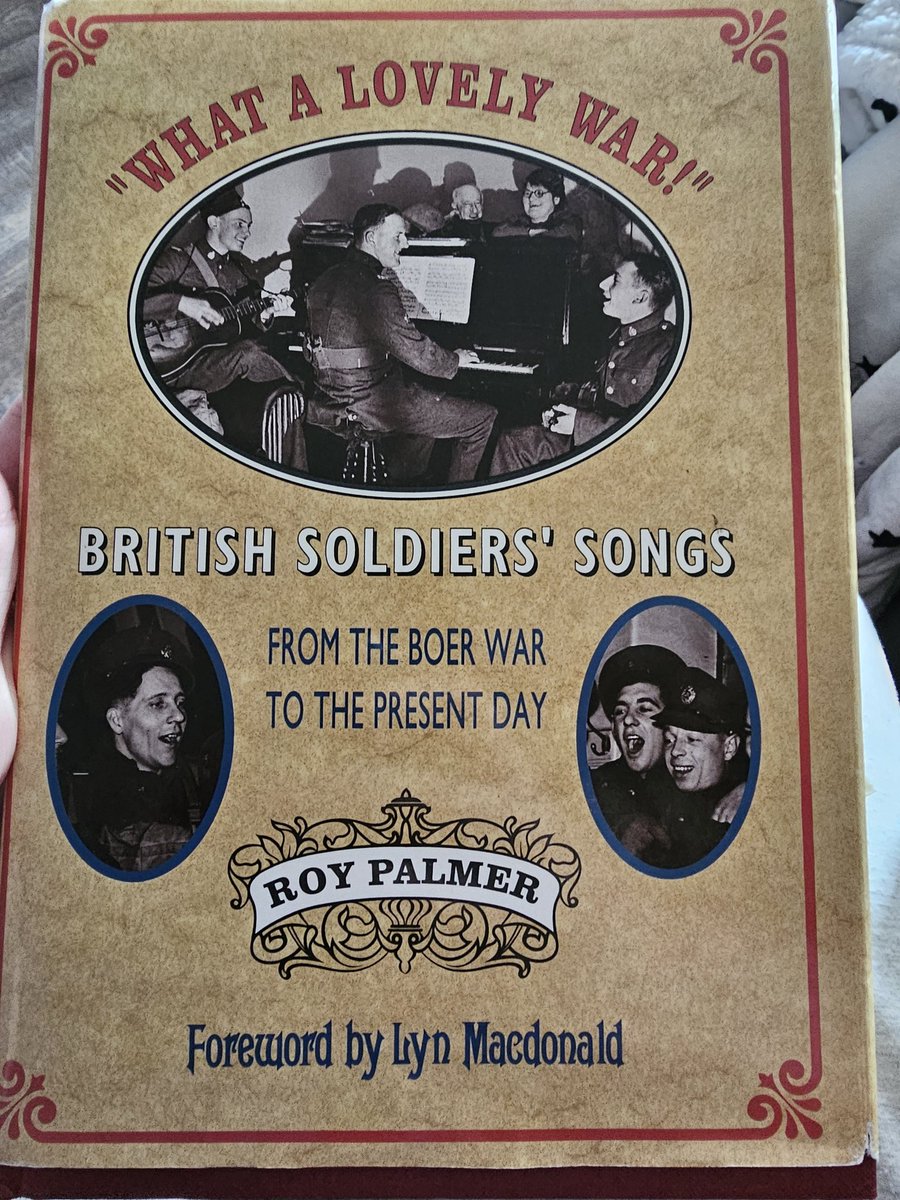 "WHAT A LOVELY WAR!"
BRITISH SOLDIERS' SONGS
FROM THE BOER WAR
TO THE PRESENT DAY
ROY PALMER
Foreword by Lyn Macdonald